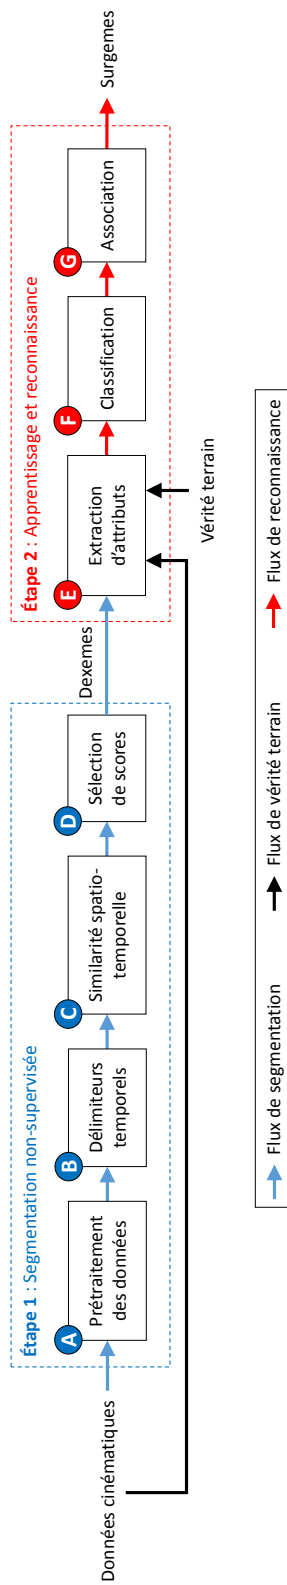 Données cinématiques
Étape 1 : Segmentation non-supervisée
A
Prétraitement
des données
B
Délimiteurs
temporels
C
Similarité spatio-
temporelle
D
Sélection
de scores
Dexemes
Étape 2 : Apprentissage et reconnaissance
E
Extraction
d'attributs
F
Classification
G
Association
Surgemes
Vérité terrain
Flux de segmentation
Flux de vérité terrain
Flux de reconnaissance